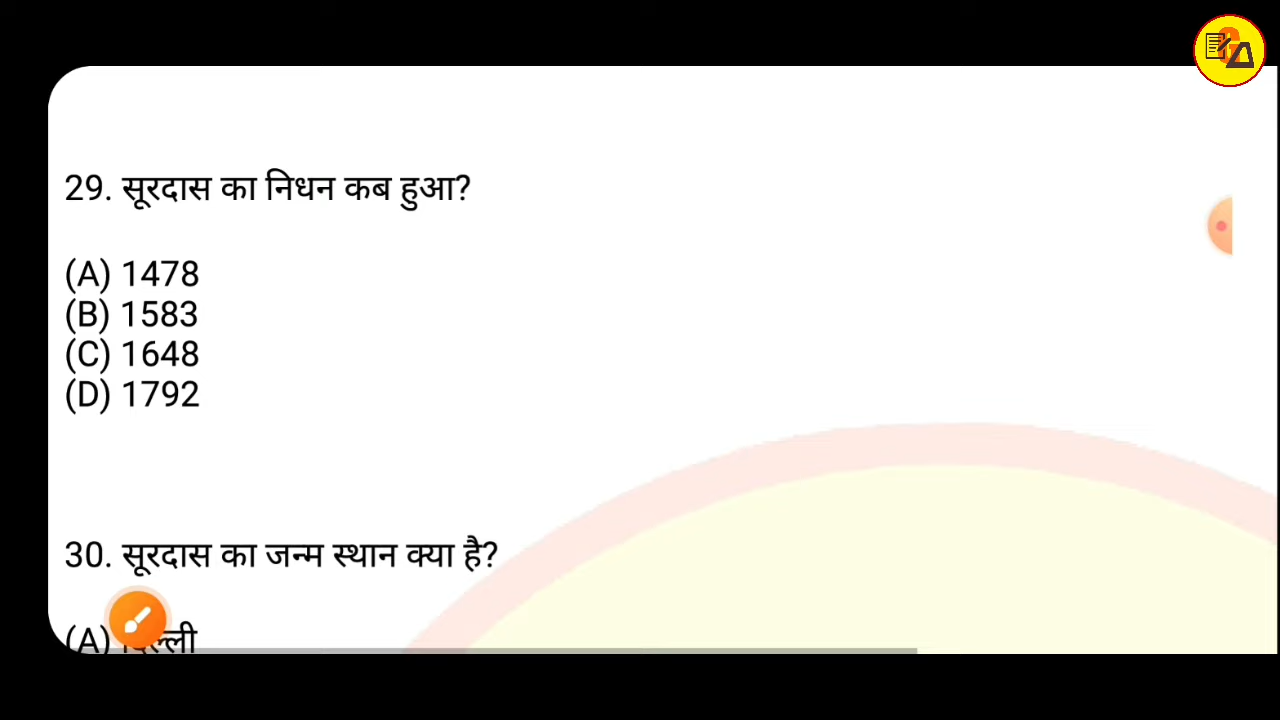 29. सूरदास का निधन कब हुआ?
(A) 1478
(B) 1583
(C) 1648
(D) 1792
30. सूरदास का जन्म स्थान क्या है?
(A) दिल्ली